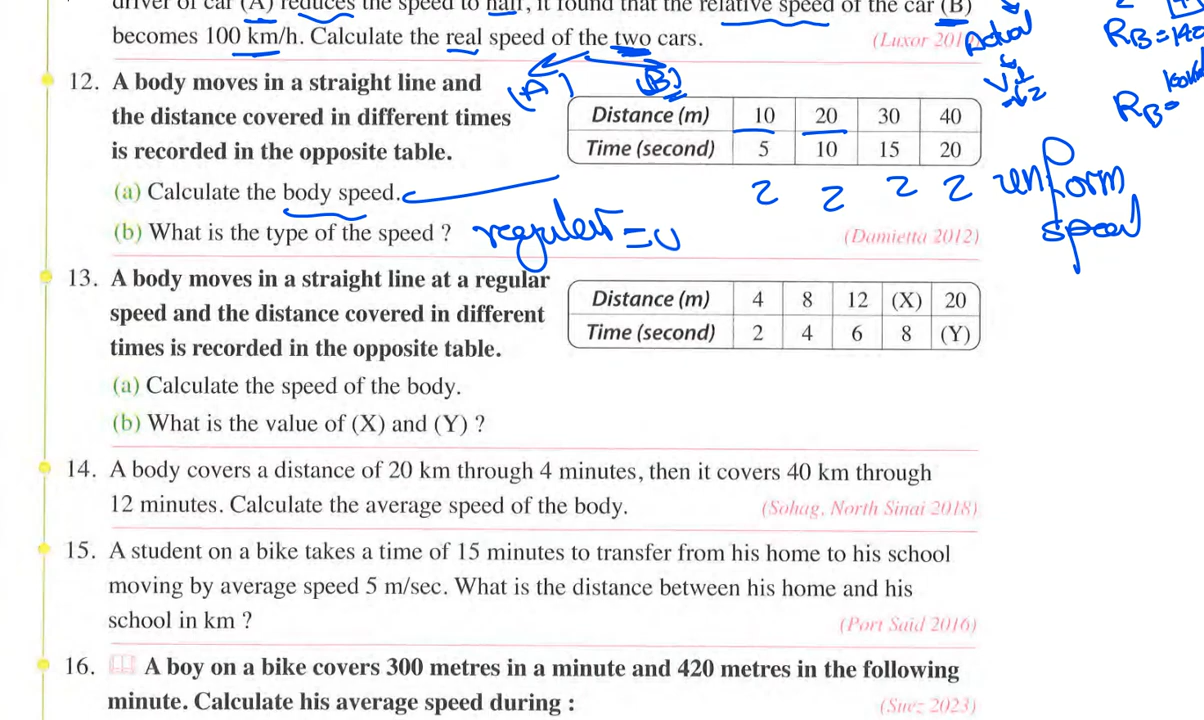 driver of car (A) reduces the speed to half, it found that the relative speed of the car (B)
becomes 100 km/h. Calculate the real speed of the two cars.
Actual
V1
V2
RB=140
RB=
(A) (B)
12. A body moves in a straight line and
the distance covered in different times
is recorded in the opposite table.
Distance (m) 10 20 30 40
Time (second) 5 10 15 20
2 2 2 2 uniform
speed
(a) Calculate the body speed.
(b) What is the type of the speed ? (Damietta 2012)
13. A body moves in a straight line at a regular
speed and the distance covered in different
times is recorded in the opposite table.
Distance (m) 4 8 12 (X) 20
Time (second) 2 4 6 8 (Y)
(a) Calculate the speed of the body.
(b) What is the value of (X) and (Y) ?
14. A body covers a distance of 20 km through 4 minutes, then it covers 40 km through
12 minutes. Calculate the average speed of the body. (Sohag, North Sinai 2018)
15. A student on a bike takes a time of 15 minutes to transfer from his home to his school
moving by average speed 5 m/sec. What is the distance between his home and his
school in km ? (Port Said 2016)
16. A boy on a bike covers 300 metres in a minute and 420 metres in the following
minute. Calculate his average speed during : (Suez 2023)